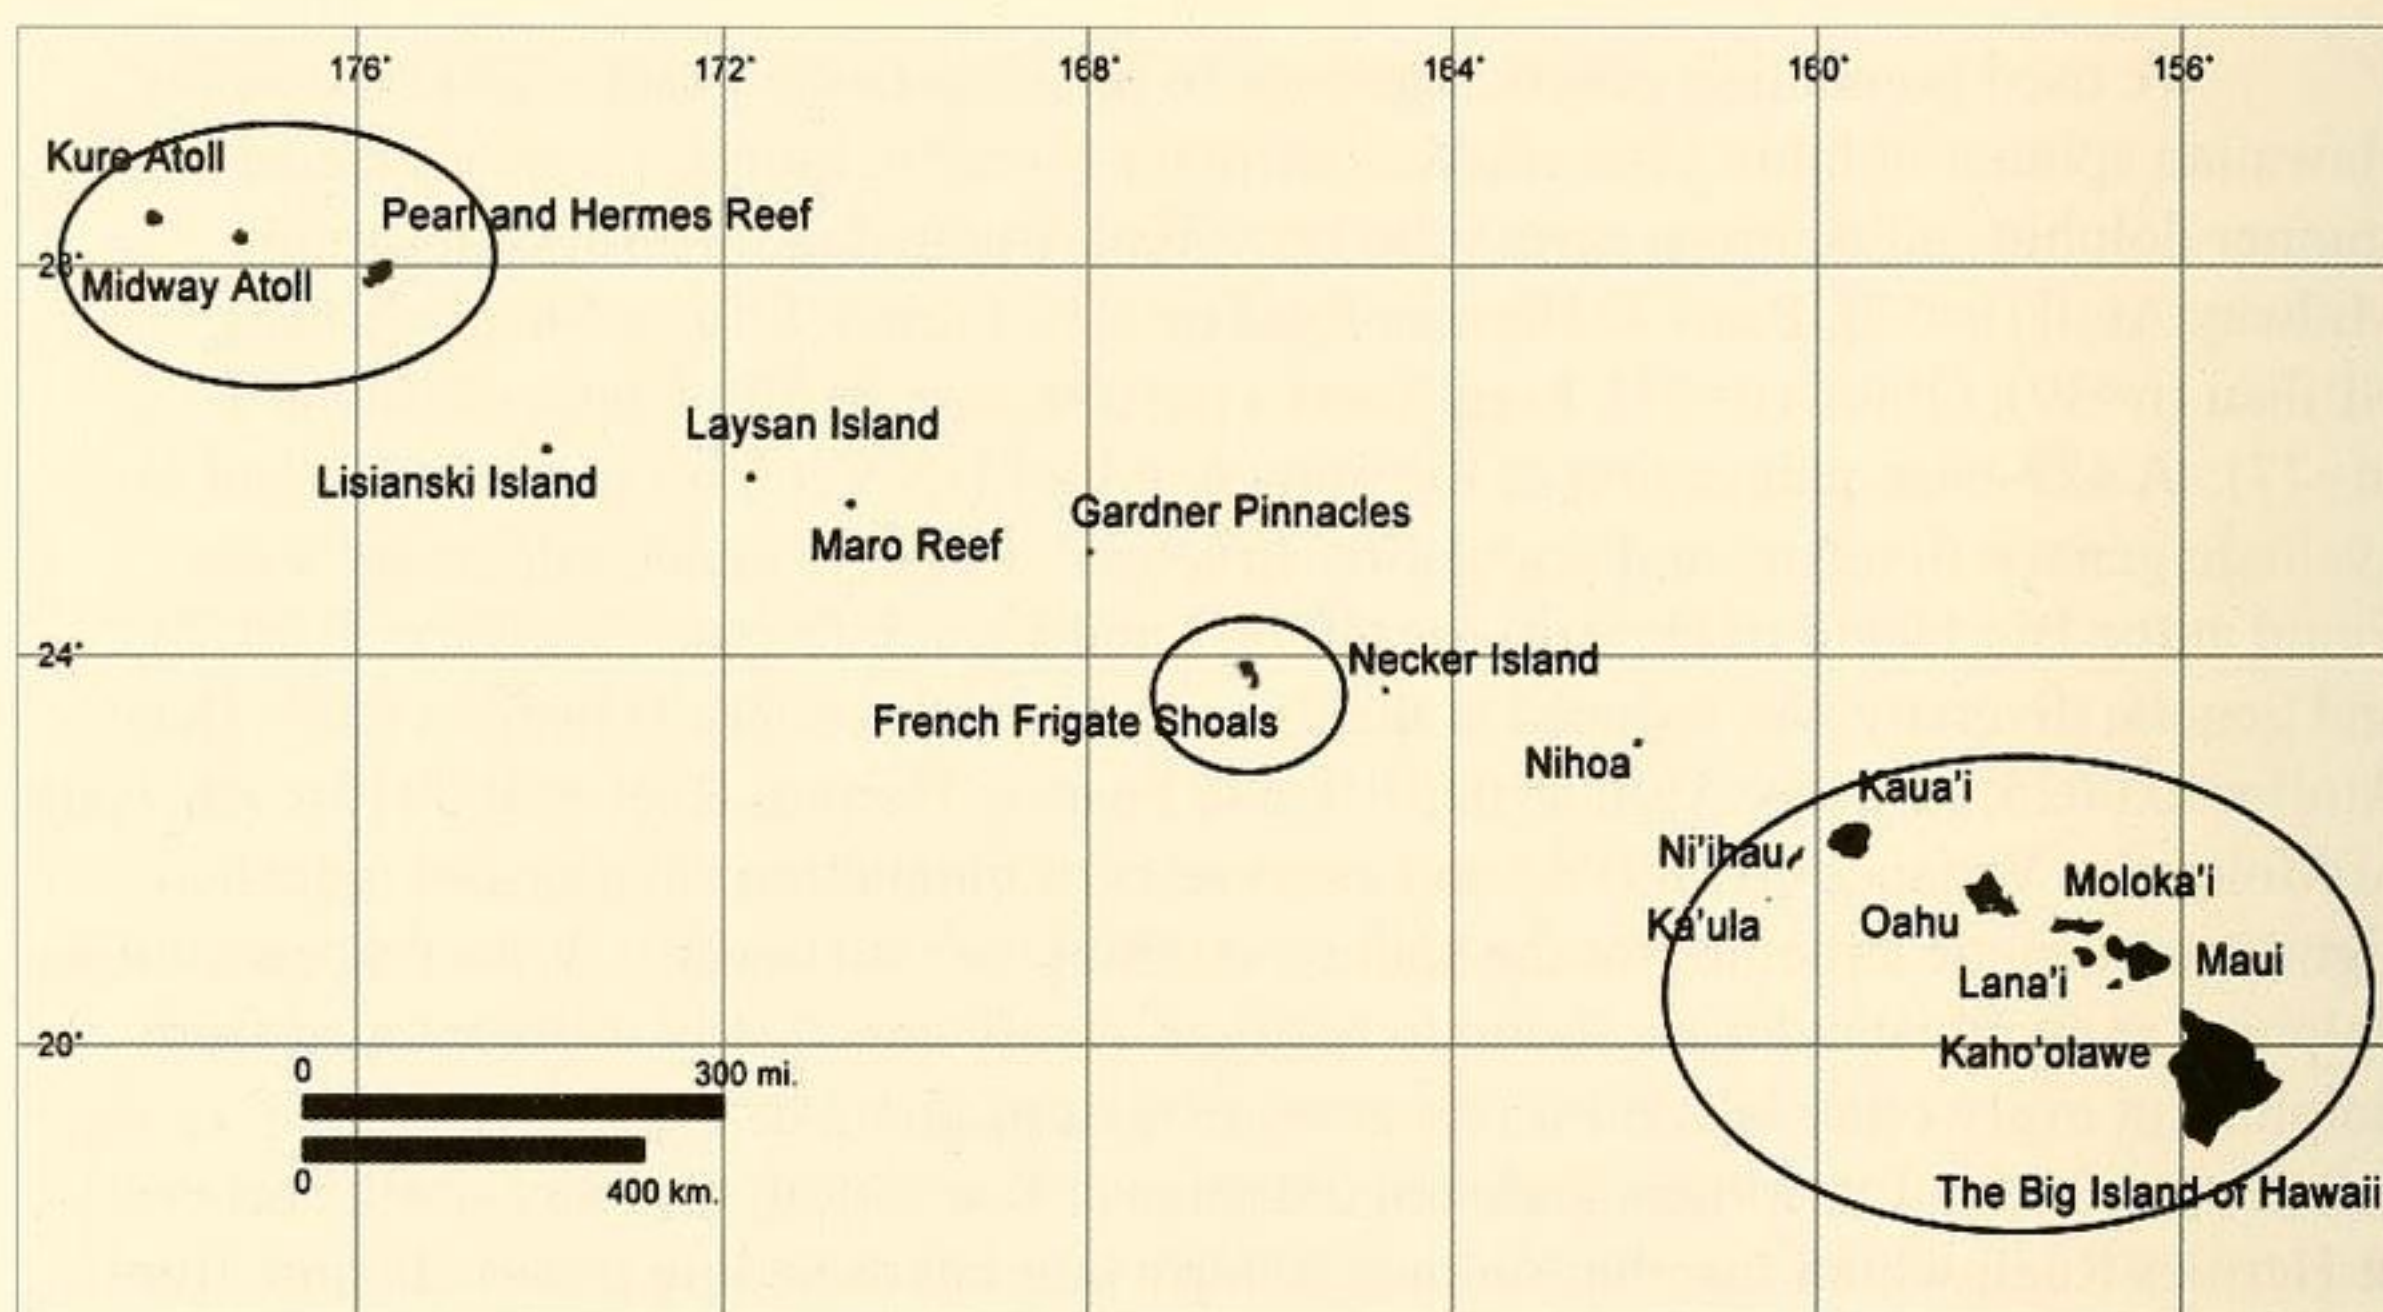 176° 172° 168° 164° 160° 156°
Kure Atoll
Pearl and Hermes Reef
28°
Midway Atoll
Laysan Island
Lisianski Island
Gardner Pinnacles
Maro Reef
24°
Necker Island
French Frigate Shoals
Nihoa
Kaua'i
Ni'ihau
Moloka'i
Oahu
Ka'ula
Maui
Lana'i
20°
Kaho'olawe
0 300 mi.
0 400 km.
The Big Island of Hawaii